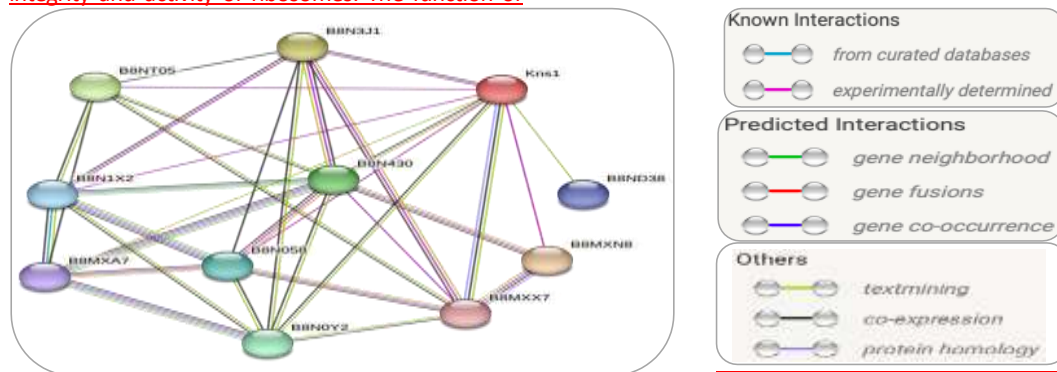 integrity and activity of ribosomes. The function of
B8N3J1
B8NT05
Kns1
B8N430
B8N1X2
B8ND38
B8N058
B8MXN8
B8MXA7
B8MXX7
B8N0Y2
Known Interactions
from curated databases
experimentally determined
Predicted Interactions
gene neighborhood
gene fusions
gene co-occurrence
Others
textmining
co-expression
protein homology